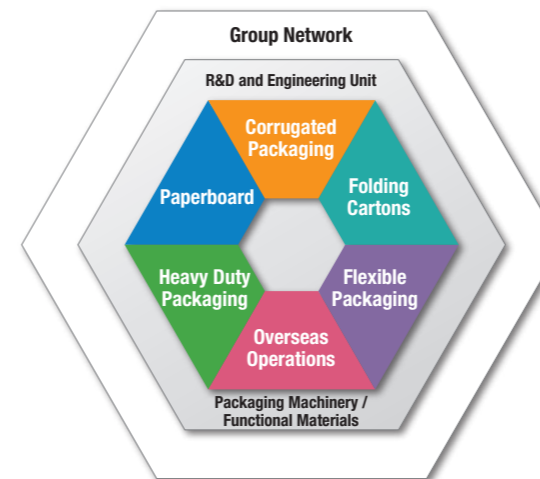 Group Network
R&D and Engineering Unit
Corrugated
Packaging
Paperboard
Folding
Cartons
Heavy Duty
Packaging
Flexible
Packaging
Overseas
Operations
Packaging Machinery /
Functional Materials